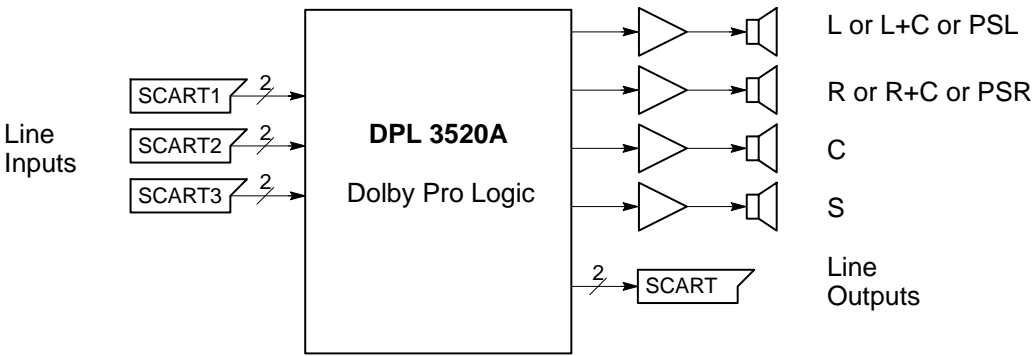 Line
Inputs
SCART1
2
SCART2
2
SCART3
2
DPL 3520A
Dolby Pro Logic
L or L+C or PSL
R or R+C or PSR
C
S
2
SCART
Line
Outputs